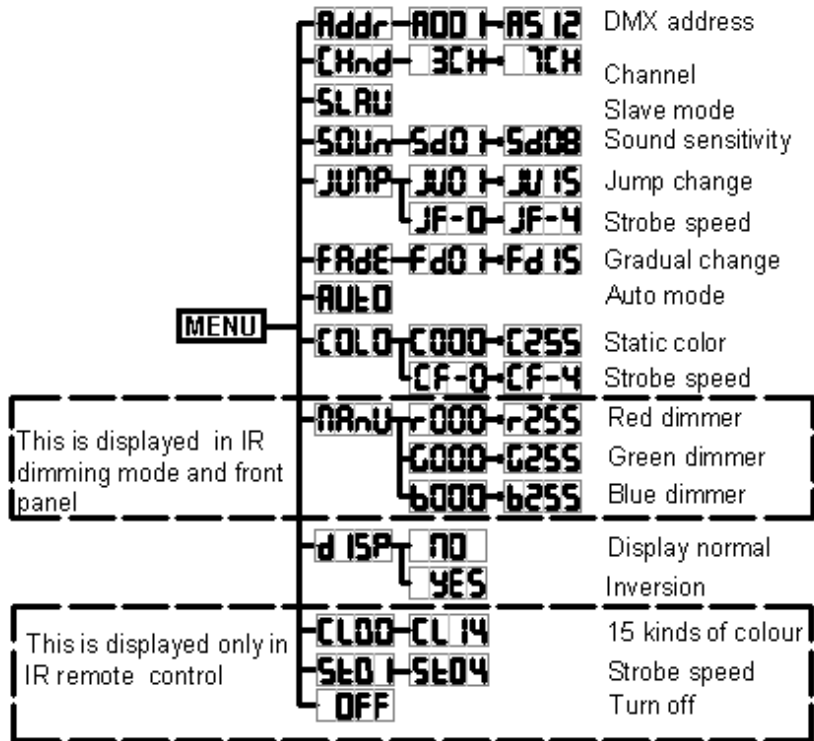 Addr A001 A512 DMX address
CHnd 3CH 7CH Channel
SLAU Slave mode
SOUn Sd01 Sd08 Sound sensitivity
JUNP JU01 JU15 Jump change
JF-0 JF-4 Strobe speed
FAdE Fd01 Fd15 Gradual change
AUtO Auto mode
MENU
COLO C000 C255 Static color
CF-0 CF-4 Strobe speed
This is displayed in IR
dimming mode and front
panel
NAnU r000 r255 Red dimmer
G000 G255 Green dimmer
b000 b255 Blue dimmer
dISP NO Display normal
YES Inversion
This is displayed only in
IR remote control
CL00 CL14 15 kinds of colour
St01 St04 Strobe speed
OFF Turn off